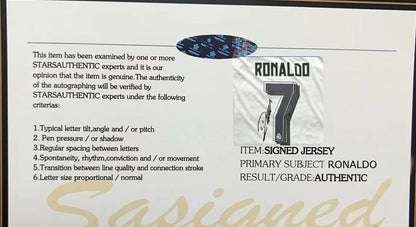 This item has been examined by one or more
STARSAUTHENTIC experts and it is our
opinion that the item is genuine.The authenticity
of the autographing will be verified by
STARSAUTHENTIC experts under the following
criterias:
1.Typical letter tilt,angle and / or pitch
2. Pen pressure / or shadow
3.Regular spacing between letters
4.Spontaneity, rhythm,conviction and / or movement
5.Transition between line quality and connection stroke
6.Letter size proportional / normal
RONALDO
7
ITEM:SIGNED JERSEY
PRIMARY SUBJECT RONALDO
RESULT/GRADE:AUTHENTIC
Sasigned